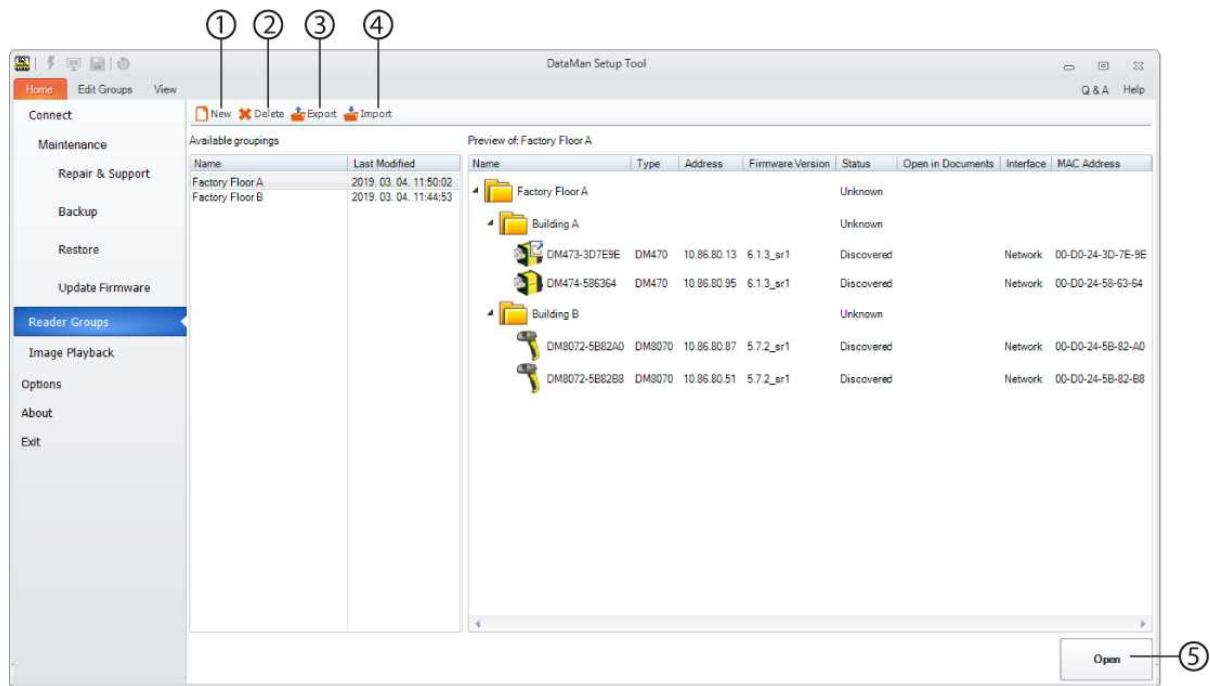 ① ② ③ ④
DataMan Setup Tool
Home Edit Groups View Q & A Help
Connect
Maintenance
Repair & Support
Backup
Restore
Update Firmware
Reader Groups
Image Playback
Options
About
Exit
New Delete Export Import
Available groupings
Name Last Modified
Factory Floor A 2019. 03. 04. 11:50:02
Factory Floor B 2019. 03. 04. 11:44:53
Preview of: Factory Floor A
Name Type Address Firmware Version Status Open in Documents Interface MAC Address
Factory Floor A Unknown
Building A Unknown
DM473-3D7E9E DM470 10.86.80.13 6.1.3_sr1 Discovered Network 00-D0-24-3D-7E-9E
DM474-586364 DM470 10.86.80.95 6.1.3_sr1 Discovered Network 00-D0-24-58-63-64
Building B Unknown
DM8072-5B82A0 DM8070 10.86.80.87 5.7.2_sr1 Discovered Network 00-D0-24-5B-82-A0
DM8072-5B82B8 DM8070 10.86.80.51 5.7.2_sr1 Discovered Network 00-D0-24-5B-82-B8
Open ⑤